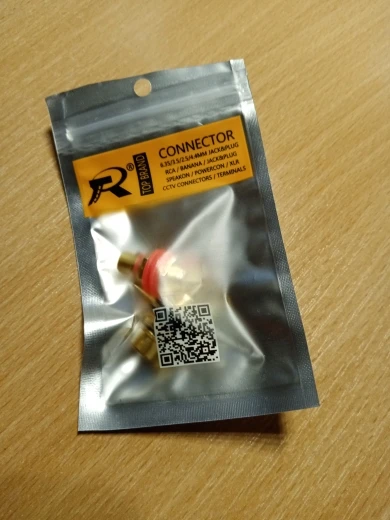 R®
TOP BRAND
CONNECTOR
6.35/3.5/2.5/4.4MM JACK&PLUG
RCA / BANANA / JACK&PLUG
SPEAKON / POWERCON / XLR
CCTV CONNECTORS / TERMINALS